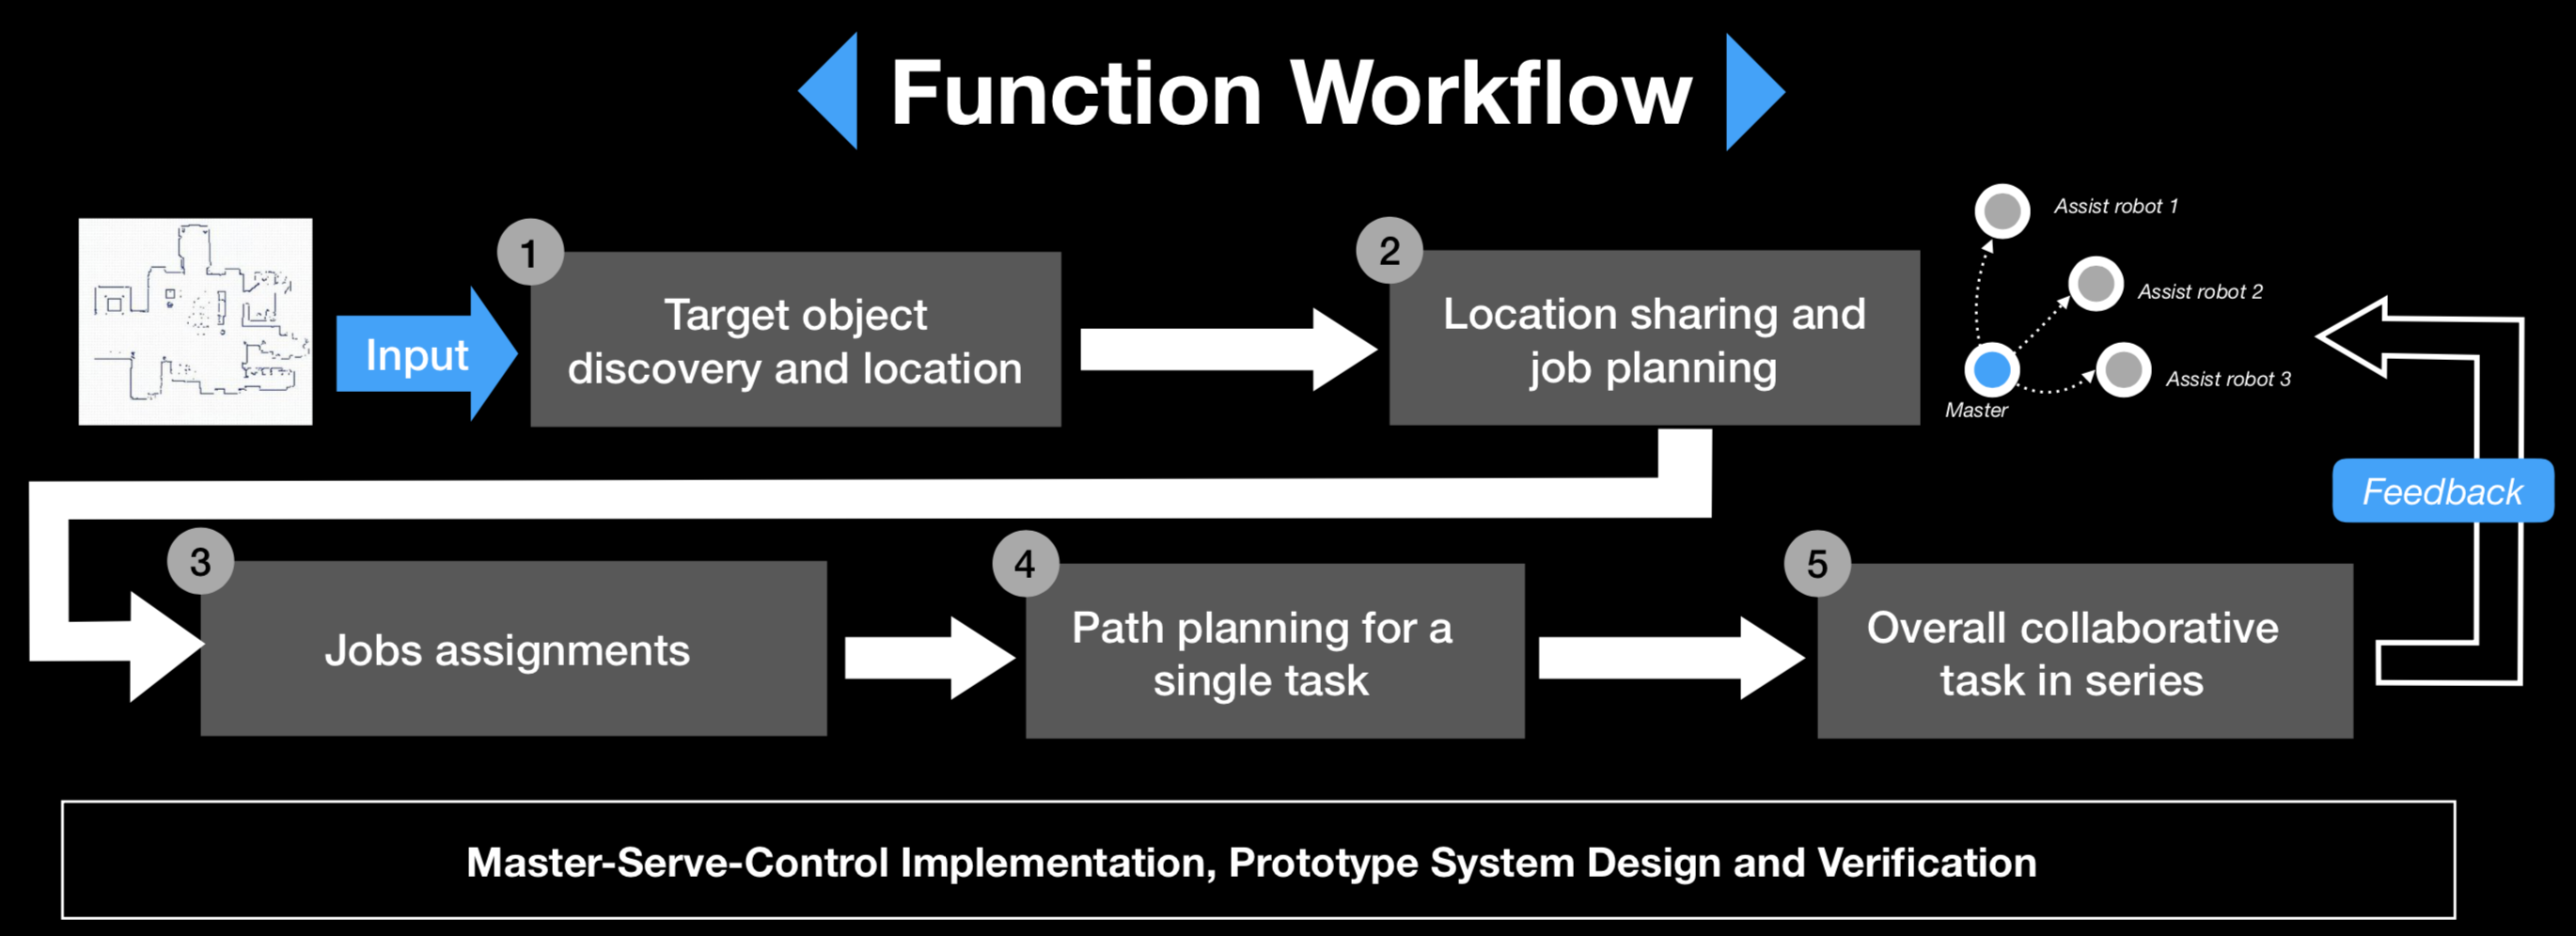 Function Workflow
Input
1
Target object
discovery and location
2
Location sharing and
job planning
Assist robot 1
Assist robot 2
Assist robot 3
Master
Feedback
3
Jobs assignments
4
Path planning for a
single task
5
Overall collaborative
task in series
Master-Serve-Control Implementation, Prototype System Design and Verification